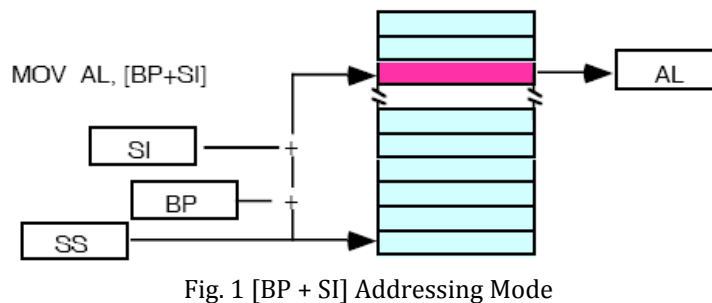 MOV AL, [BP+SI]
AL
SI
+
BP
+
SS
Fig. 1 [BP + SI] Addressing Mode